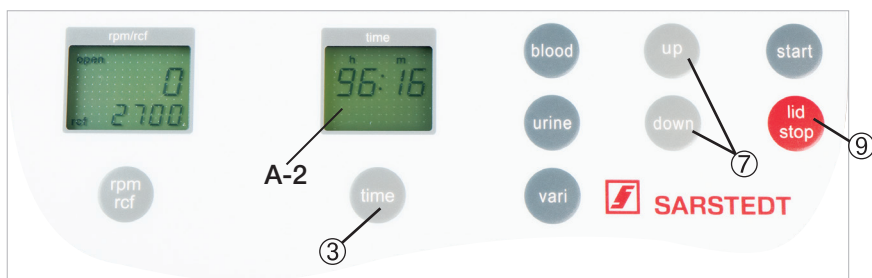 rpm/rcf
open
0
rcf 2700
rpm
rcf
time
h m
96:16
A-2
time
③
blood
urine
vari
up
down
⑦
start
lid
stop
⑨
SARSTEDT